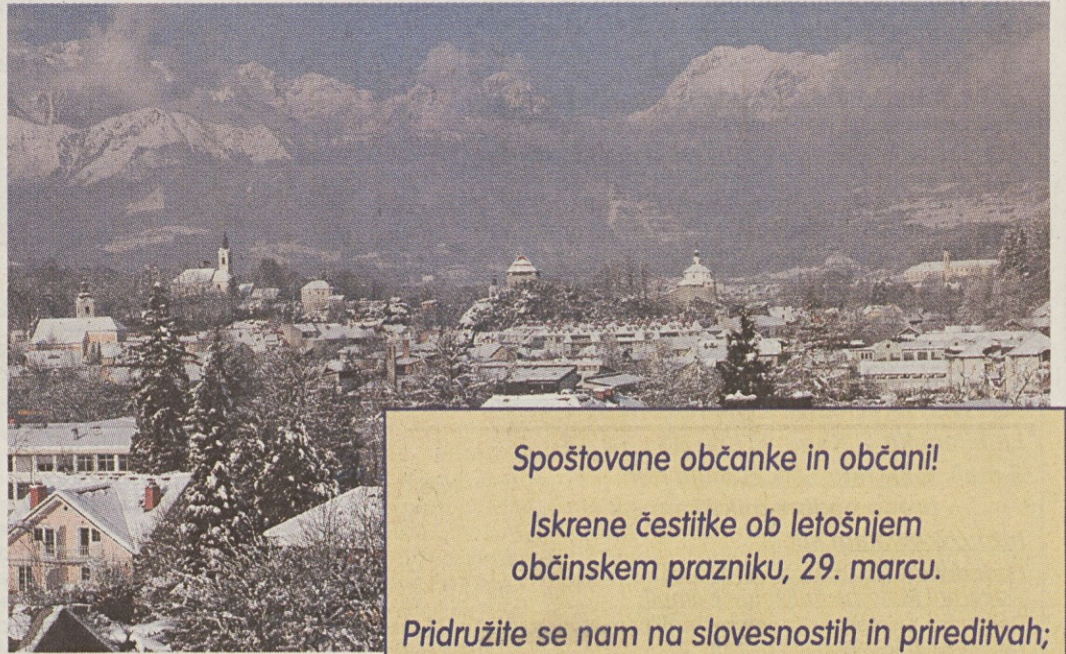 Spoštovane občanke in občani!
Iskrene čestitke ob letošnjem
občinskem prazniku, 29. marcu.
Pridružite se nam na slovesnostih in prireditvah;